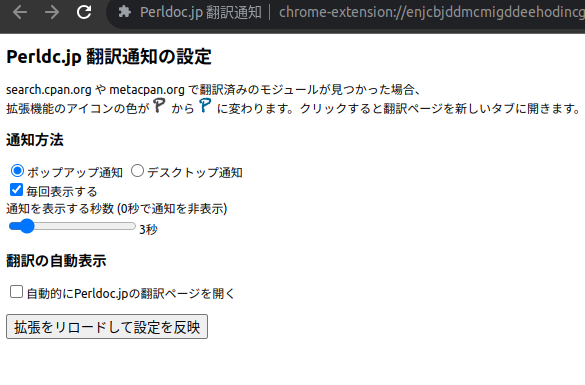 Perldoc.jp 翻訳通知 | chrome-extension://enjcbjddmcmigddeehodincg
Perldc.jp 翻訳通知の設定
search.cpan.org や metacpan.org で翻訳済みのモジュールが見つかった場合、
拡張機能のアイコンの色が から に変わります。クリックすると翻訳ページを新しいタブに開きます。
通知方法
ポップアップ通知 デスクトップ通知
毎回表示する
通知を表示する秒数 (0秒で通知を非表示)
3秒
翻訳の自動表示
自動的にPerldoc.jpの翻訳ページを開く
拡張をリロードして設定を反映